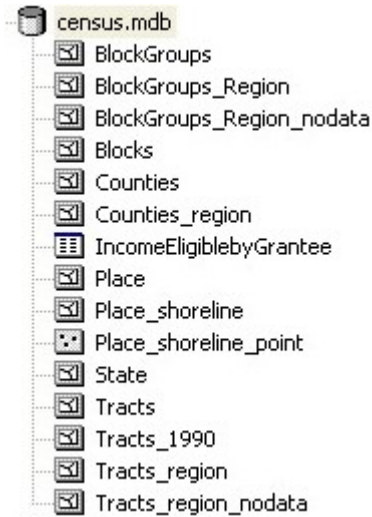 census.mdb
BlockGroups
BlockGroups_Region
BlockGroups_Region_nodata
Blocks
Counties
Counties_region
IncomeEligiblebyGrantee
Place
Place_shoreline
Place_shoreline_point
State
Tracts
Tracts_1990
Tracts_region
Tracts_region_nodata